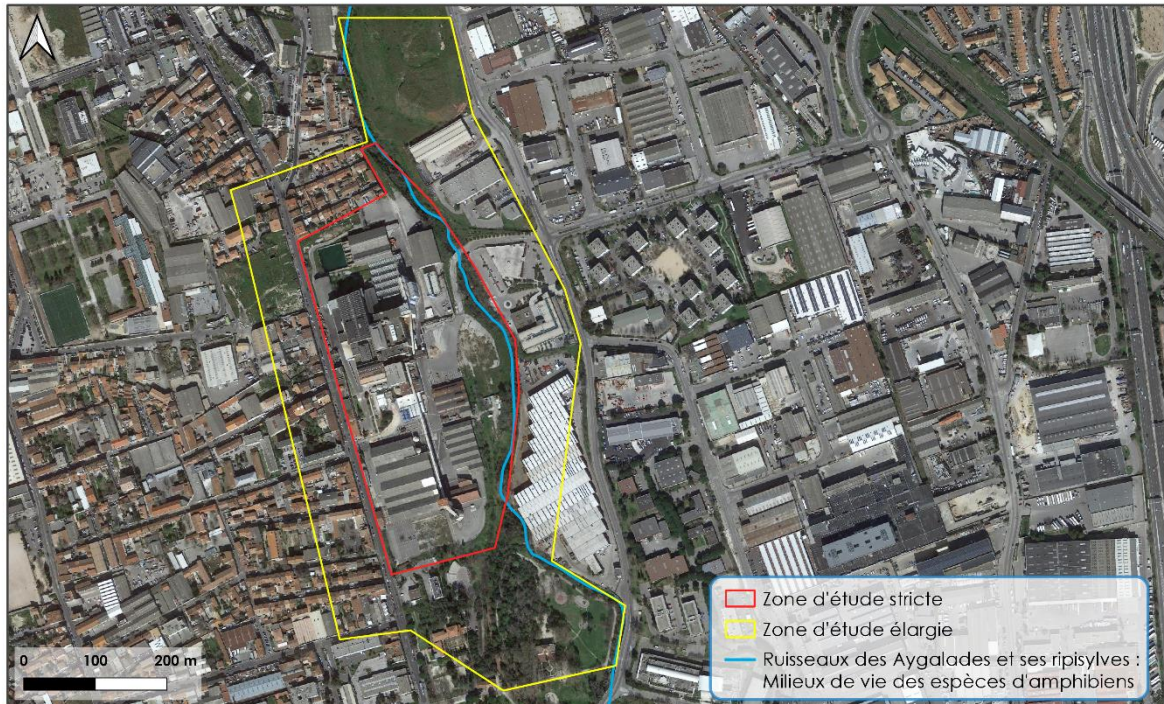 Zone d'étude stricte
Zone d'étude élargie
Ruisseaux des Aygalades et ses ripisylves :
Milieux de vie des espèces d'amphibiens
0 100 200 m